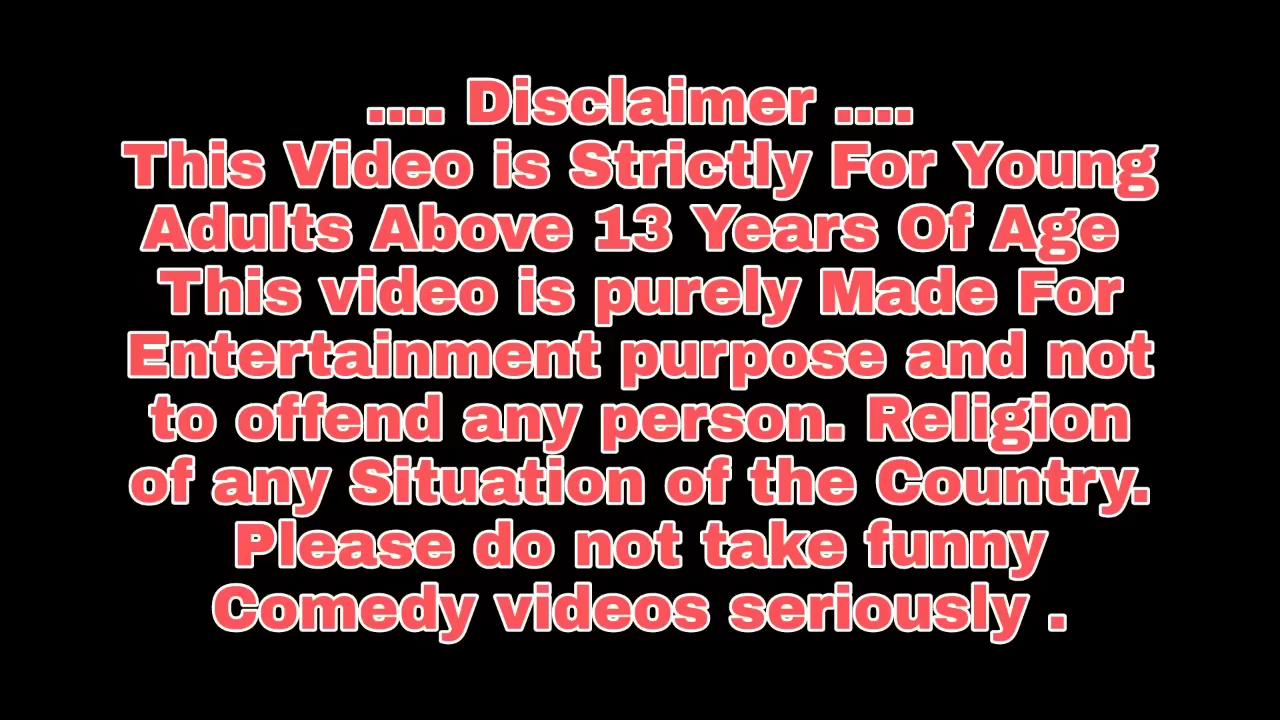 .... Disclaimer ....
This Video is Strictly For Young
Adults Above 13 Years Of Age
This video is purely Made For
Entertainment purpose and not
to offend any person. Religion
of any Situation of the Country.
Please do not take funny
Comedy videos seriously .